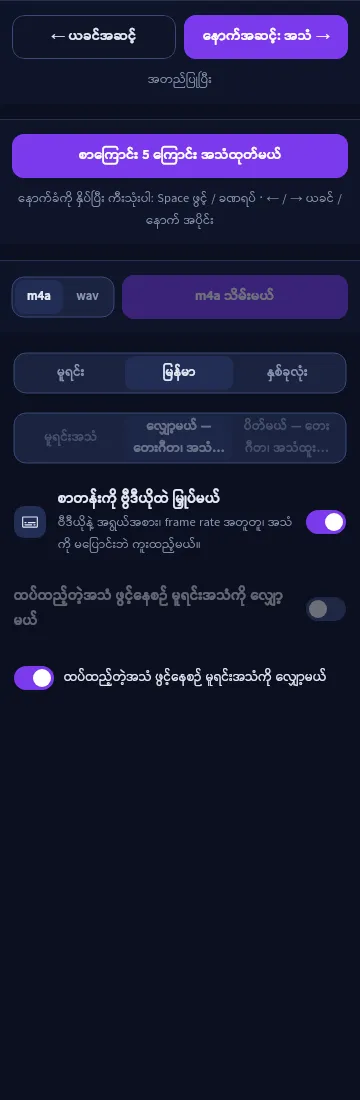 ← ယခင်အဆင့်
နောက်အဆင့်: အသံ →
အတည်ပြုပြီး
စာကြောင်း 5 ကြောင်း အသံထုတ်မယ်
နောက်ခံကို နှိပ်ပြီး ကီးသုံးပါ: Space ဖွင့် / ခဏရပ် · ← / → ယခင် /
နောက် အပိုင်း
m4a
wav
m4a သိမ်းမယ်
မူရင်း
မြန်မာ
နှစ်ခုလုံး
မူရင်းအသံ
လျှော့မယ် —
တေးဂီတ၊ အသံ…
ပိတ်မယ် — တေး
ဂီတ၊ အသံထူး…
စာတန်းကို ဗွီဒီယိုထဲ မြှုပ်မယ်
ဗီဒီယိုနဲ့ အရွယ်အစား၊ frame rate အတူတူ၊ အသံ
ကို မပြောင်းဘဲ ကူးထည့်မယ်။
ထပ်ထည့်တဲ့အသံ ဖွင့်နေစဉ် မူရင်းအသံကို လျှော့
မယ်
ထပ်ထည့်တဲ့အသံ ဖွင့်နေစဉ် မူရင်းအသံကို လျှော့မယ်